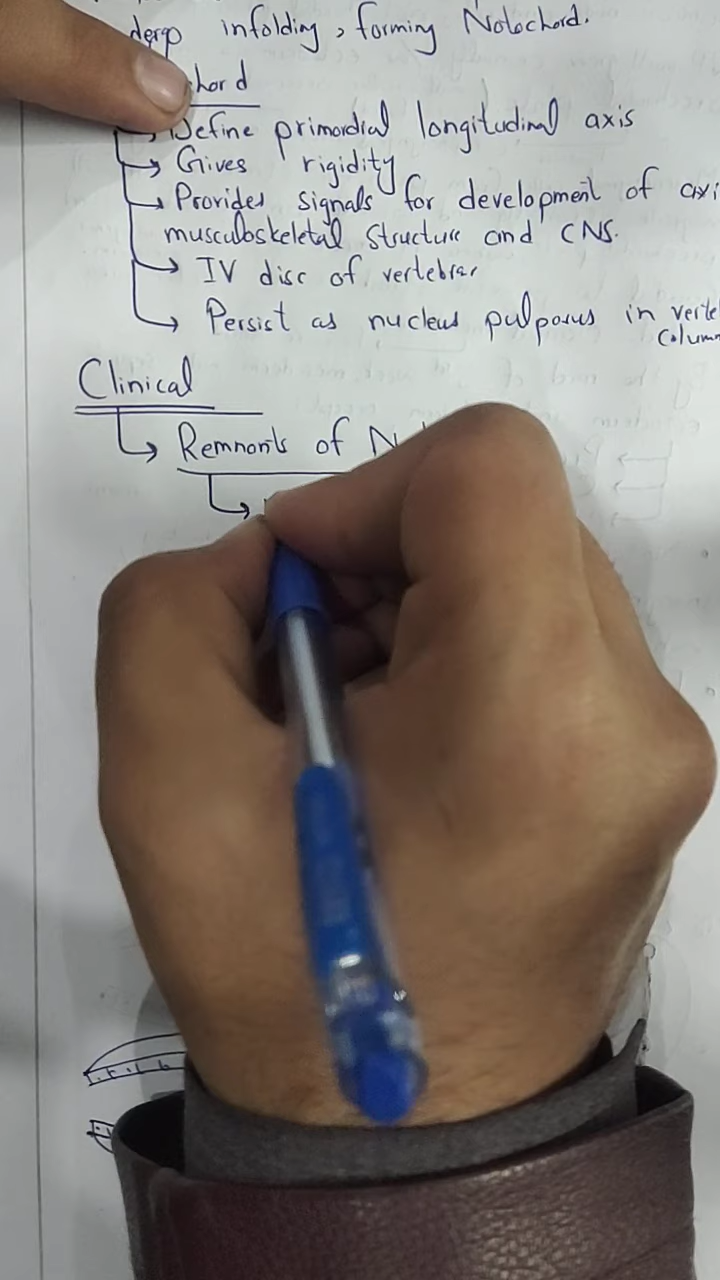 dergo infolding, forming Notochord.
hord
Define primordial longitudinal axis
Gives rigidity
Provides signals for development of axi
musculoskeletal structure and CNS.
IV disc of vertebrae
Persist as nucleus pulposus in verte
Column
Clinical
Remnants of N